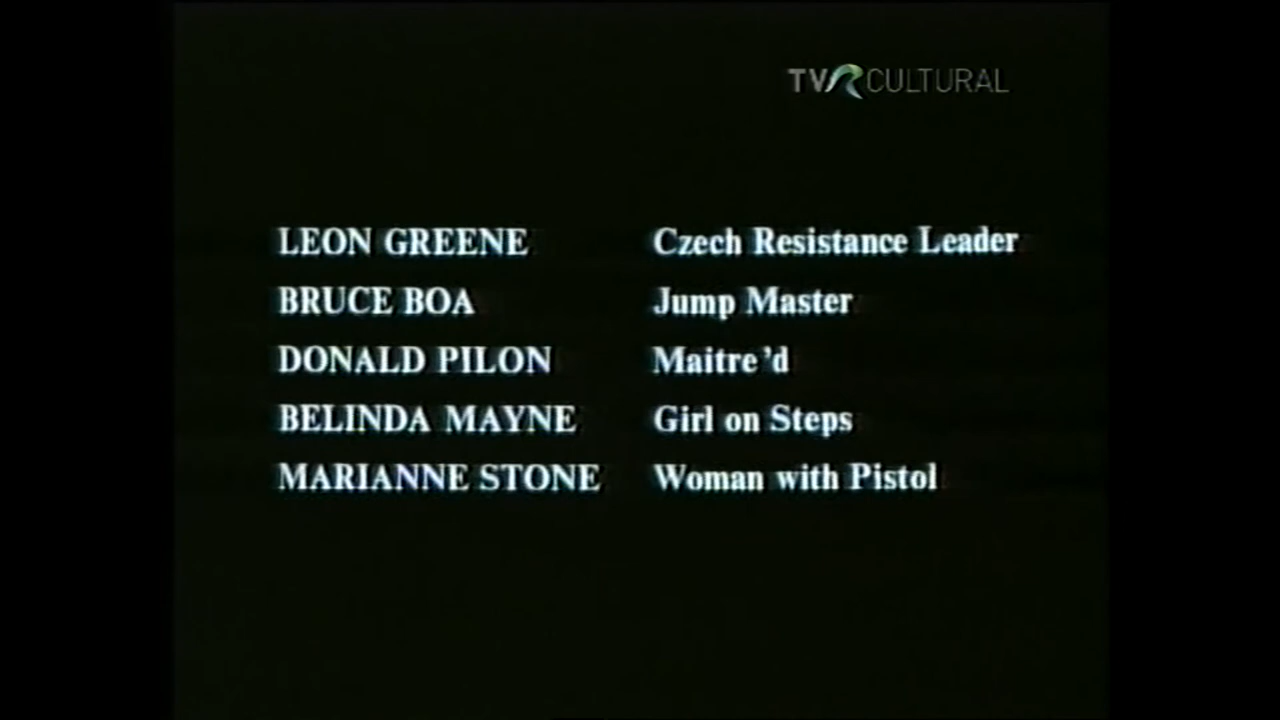 TVR CULTURAL
LEON GREENE Czech Resistance Leader
BRUCE BOA Jump Master
DONALD PILON Maitre'd
BELINDA MAYNE Girl on Steps
MARIANNE STONE Woman with Pistol